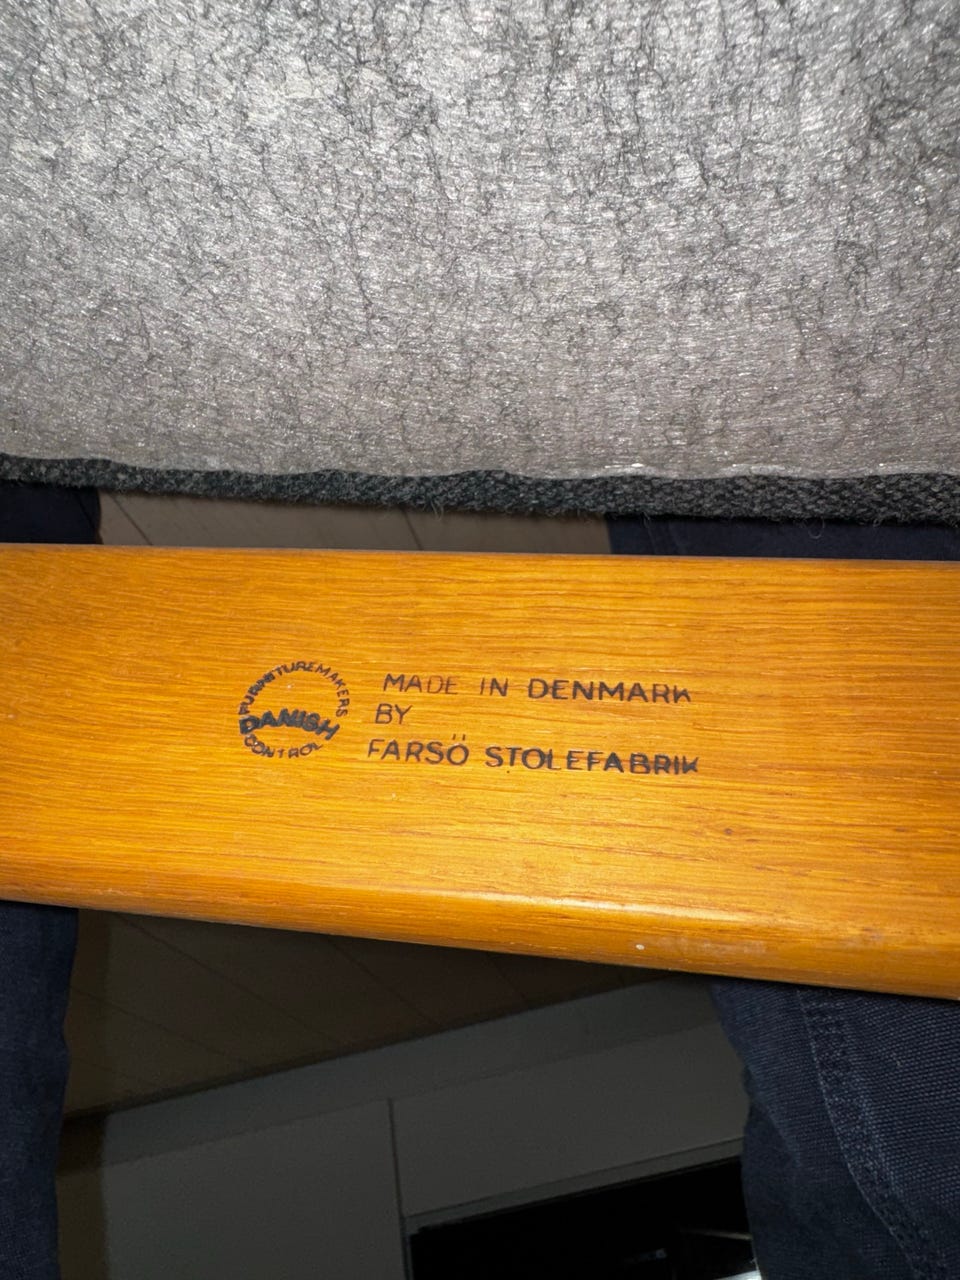 FURNITUREMAKERS
DANISH
CONTROL
MADE IN DENMARK
BY
FARSÖ STOLEFABRIK